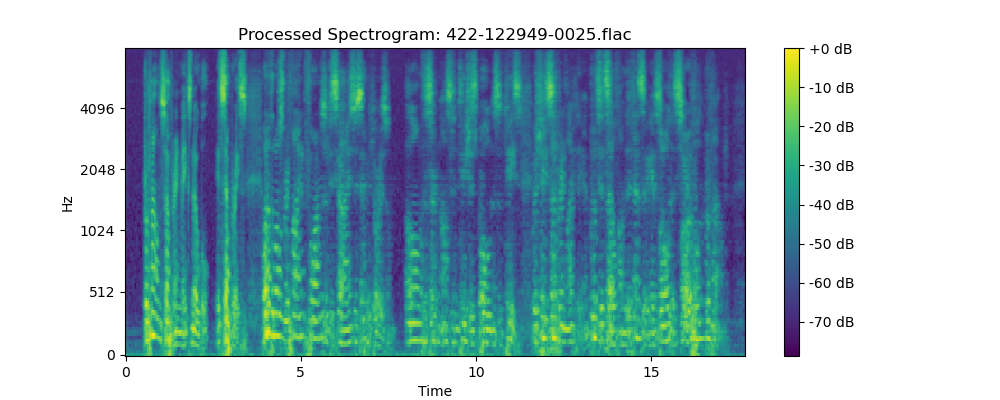 Processed Spectrogram: 422-122949-0025.flac
Hz
4096
2048
1024
512
0
0 5 10 15
Time
+0 dB
-10 dB
-20 dB
-30 dB
-40 dB
-50 dB
-60 dB
-70 dB